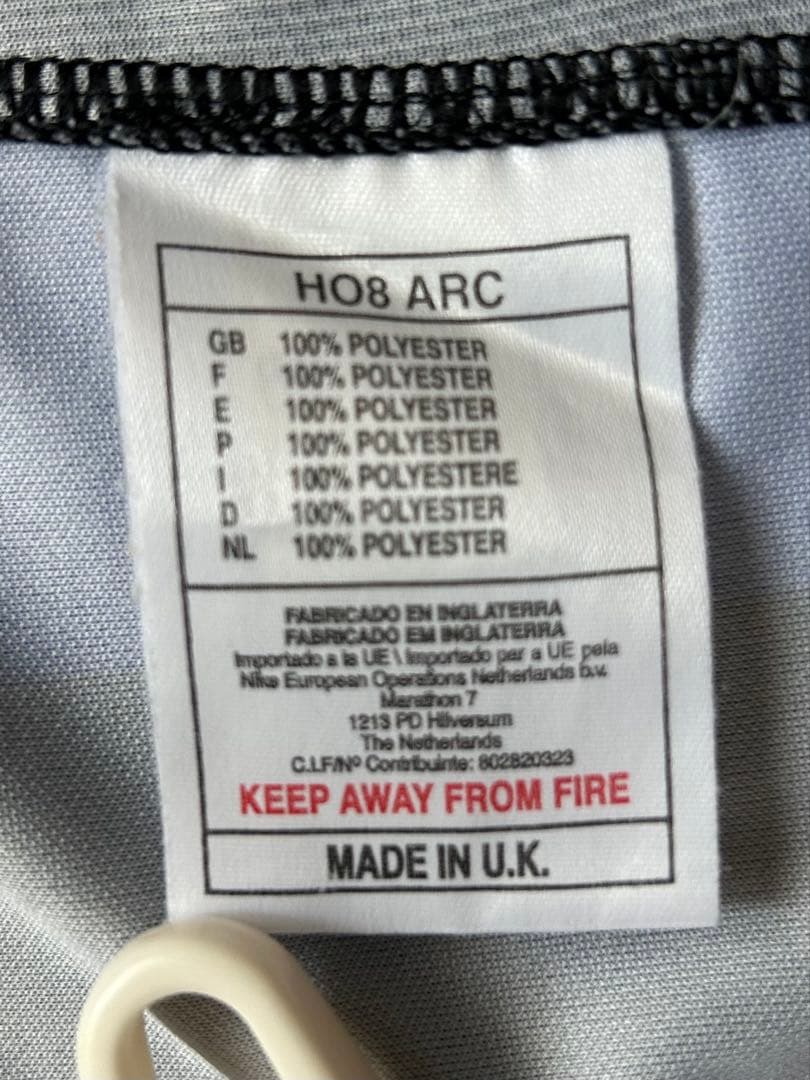 HO8 ARC
GB 100% POLYESTER
F 100% POLYESTER
E 100% POLYESTER
P 100% POLYESTER
I 100% POLYESTERE
D 100% POLYESTER
NL 100% POLYESTER
FABRICADO EN INGLATERRA
FABRICADO EM INGLATERRA
Importado a la UE \ Importado par a UE pela
Nike European Operations Netherlands b.v.
Marathon 7
1213 PD Hilversum
The Netherlands
C.I.F/Nº Contribuinte: 802820323
KEEP AWAY FROM FIRE
MADE IN U.K.